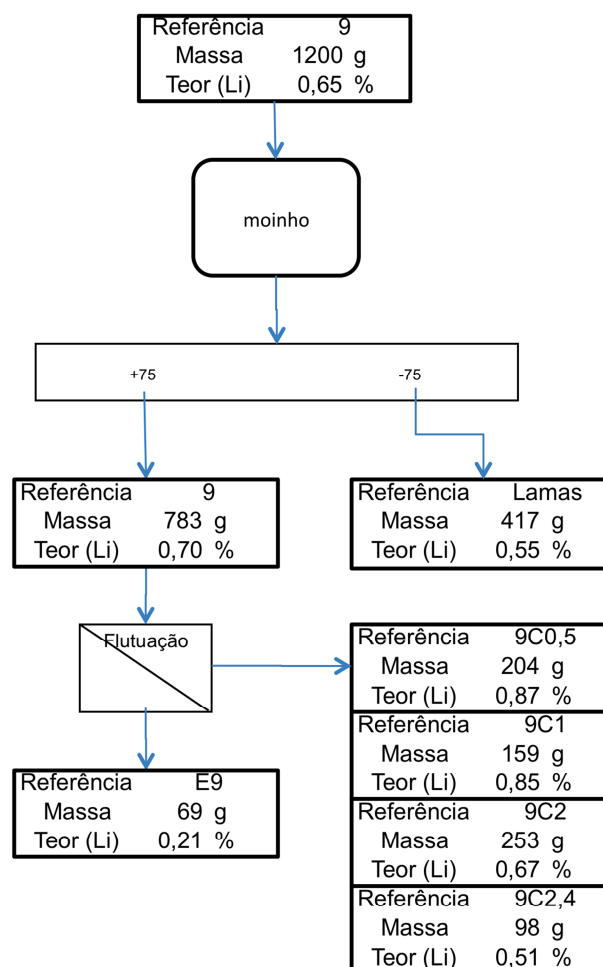 Referência 9
Massa 1200 g
Teor (Li) 0,65 %
moinho
+75 -75
Referência 9
Massa 783 g
Teor (Li) 0,70 %
Referência Lamas
Massa 417 g
Teor (Li) 0,55 %
Flutuação
Referência 9C0,5
Massa 204 g
Teor (Li) 0,87 %
Referência 9C1
Massa 159 g
Teor (Li) 0,85 %
Referência E9
Massa 69 g
Teor (Li) 0,21 %
Referência 9C2
Massa 253 g
Teor (Li) 0,67 %
Referência 9C2,4
Massa 98 g
Teor (Li) 0,51 %